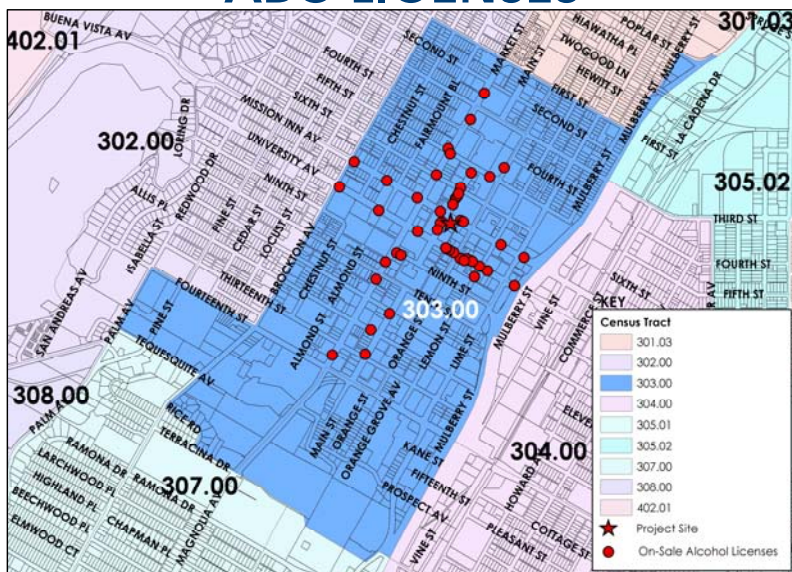 ABC LICENSES
BUENA VISTA AV
402.01
FOURTH ST
FIFTH ST
SIXTH ST
MISSION INN AV
UNIVERSITY AV
NINTH ST
SECOND ST
CHESTNUT ST
FAIRMOUNT BL
MARKET ST
MAIN ST
FIRST ST
HIAWATHA PL
POPLAR ST
TWOGOOD LN
HEWITT ST
MULBERRY ST
301.03
SECOND ST
FOURTH ST
MULBERRY ST
MULBERRY ST
FIRST ST
LA CADENA DR
302.00
LORING DR
REDWOOD DR
ALLIS PL
ISABELLA ST
PINE ST
CEDAR ST
LOCUST ST
BROCKTON AV
305.02
THIRD ST
FOURTH ST
FIFTH ST
SIXTH ST
SAN ANDREAS AV
CHESTNUT ST
ALMOND ST
THIRTEENTH ST
FOURTEENTH ST
PALM AV
PINE ST
TEQUESQUITE AV
ALMOND ST
NINTH ST
303.00
LEMON ST
LIME ST
MULBERRY ST
VINE ST
308.00
RICE RD
TERRACINA DR
MAIN ST
ORANGE ST
ORANGE GROVE AV
MULBERRY ST
KANE ST
FIFTEENTH ST
PROSPECT AV
304.00
RAMONA DR
LARCHWOOD PL
HIGHLAND PL
BEECHWOOD PL
ELMWOOD CT
RAMONA DR
307.00
MAGNOLIA AV
CHAPMAN PL
VINE ST
PLEASANT ST
COTTAGE ST
KEY
Census Tract
301.03
302.00
303.00
304.00
305.01
305.02
307.00
308.00
402.01
Project Site
On-Sale Alcohol Licenses